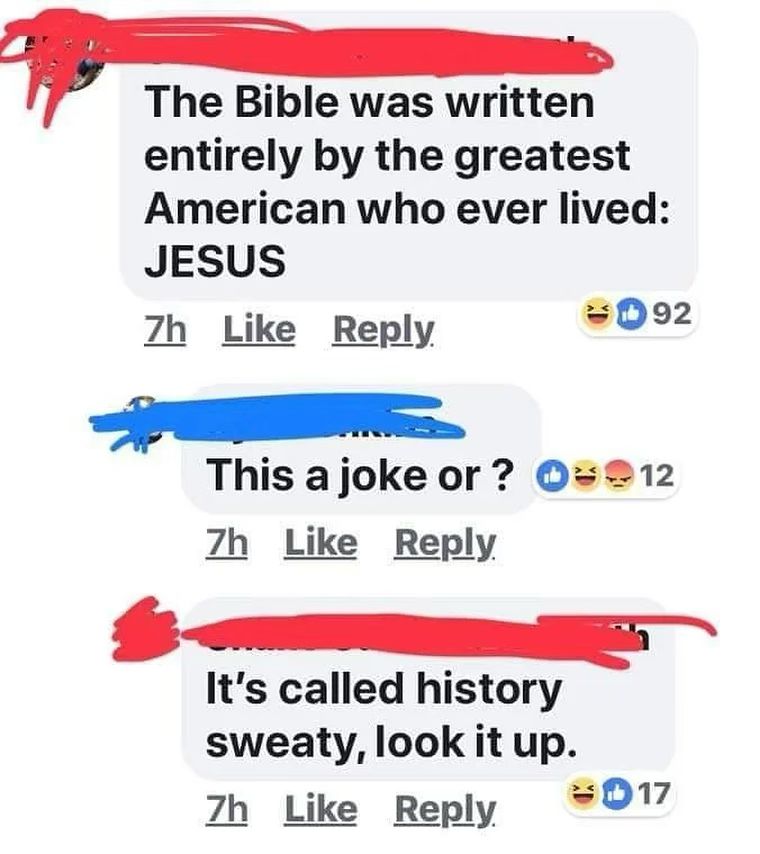 The Bible was written
entirely by the greatest
American who ever lived:
JESUS
7h Like Reply 92
This a joke or ? 12
7h Like Reply
It's called history
sweaty, look it up.
7h Like Reply 17